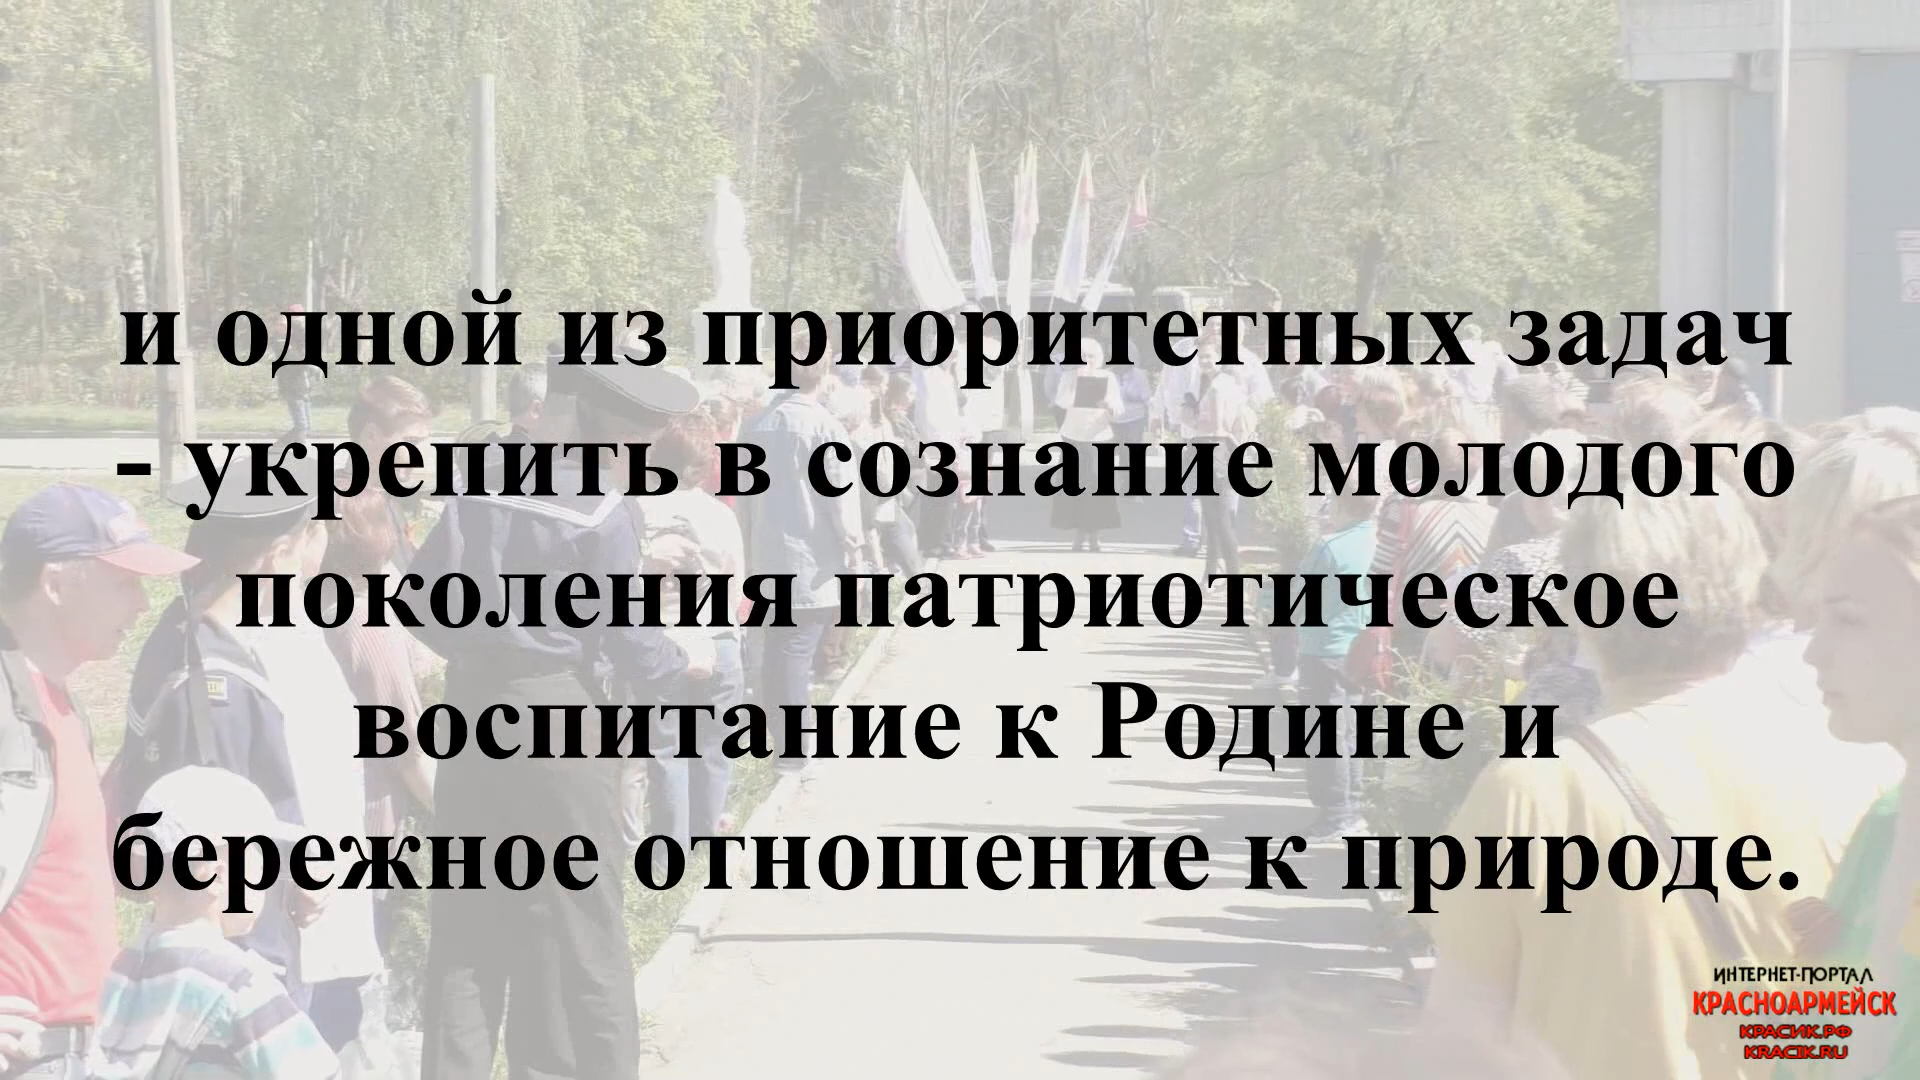 и одной из приоритетных задач
- укрепить в сознание молодого
поколения патриотическое
воспитание к Родине и
бережное отношение к природе.
ИНТЕРНЕТ-ПОРТАЛ
КРАСНОАРМЕЙСК
КРАСИК.РФ
KRACIK.RU